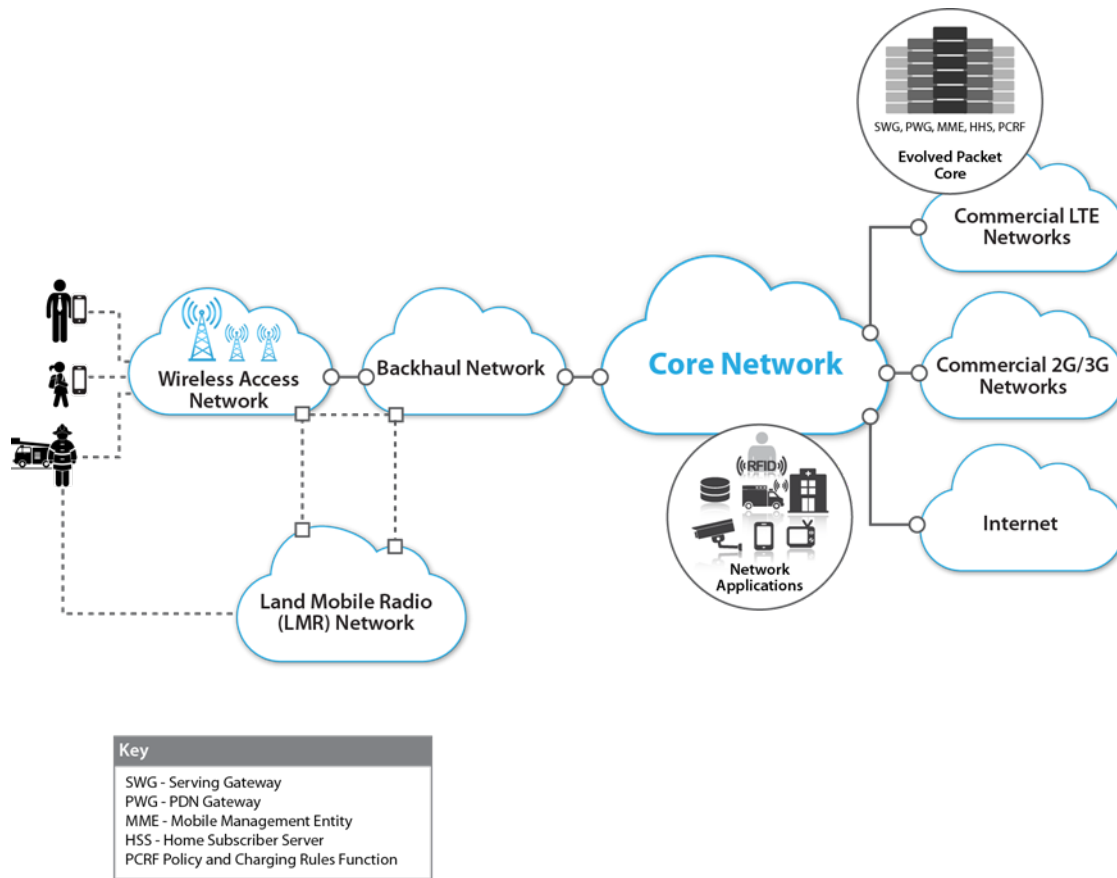 SWG, PWG, MME, HHS, PCRF
Evolved Packet
Core
Commercial LTE
Networks
Wireless Access
Network
Backhaul Network
Core Network
Commercial 2G/3G
Networks
RFID
Network
Applications
Internet
Land Mobile Radio
(LMR) Network
Key
SWG - Serving Gateway
PWG - PDN Gateway
MME - Mobile Management Entity
HSS - Home Subscriber Server
PCRF Policy and Charging Rules Function